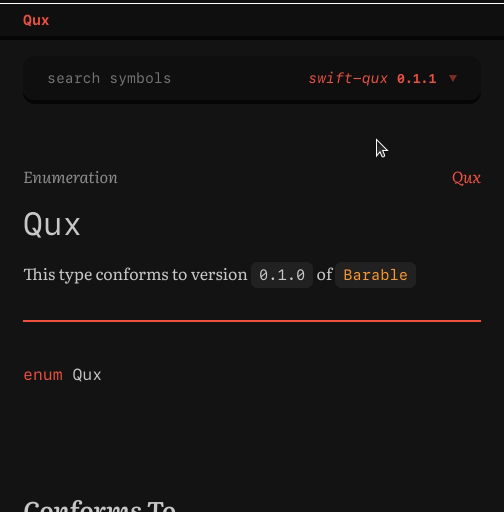 Qux
search symbols swift-qux 0.1.1 ▼
Enumeration Qux
Qux
This type conforms to version 0.1.0 of Barable
enum Qux
Conforms To